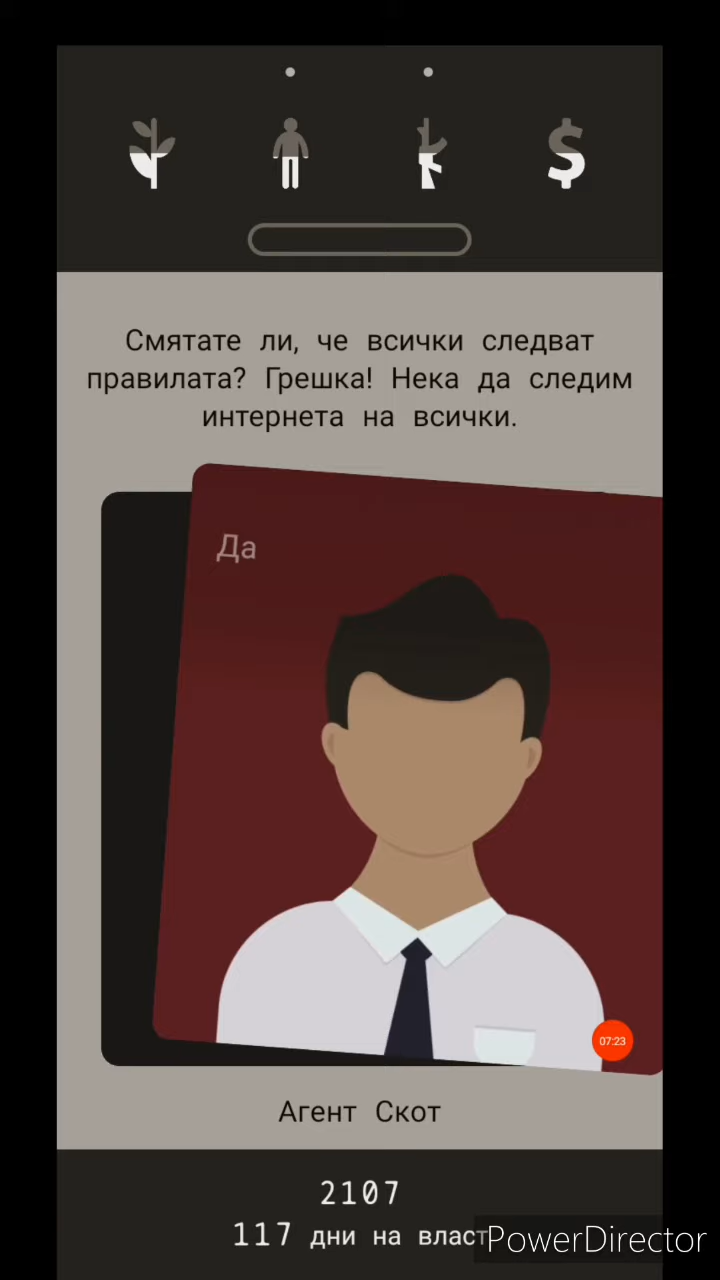 Смятате ли, че всички следват
правилата? Грешка! Нека да следим
интернета на всички.
Да
07:23
Агент Скот
2107
117 дни на власт
PowerDirector